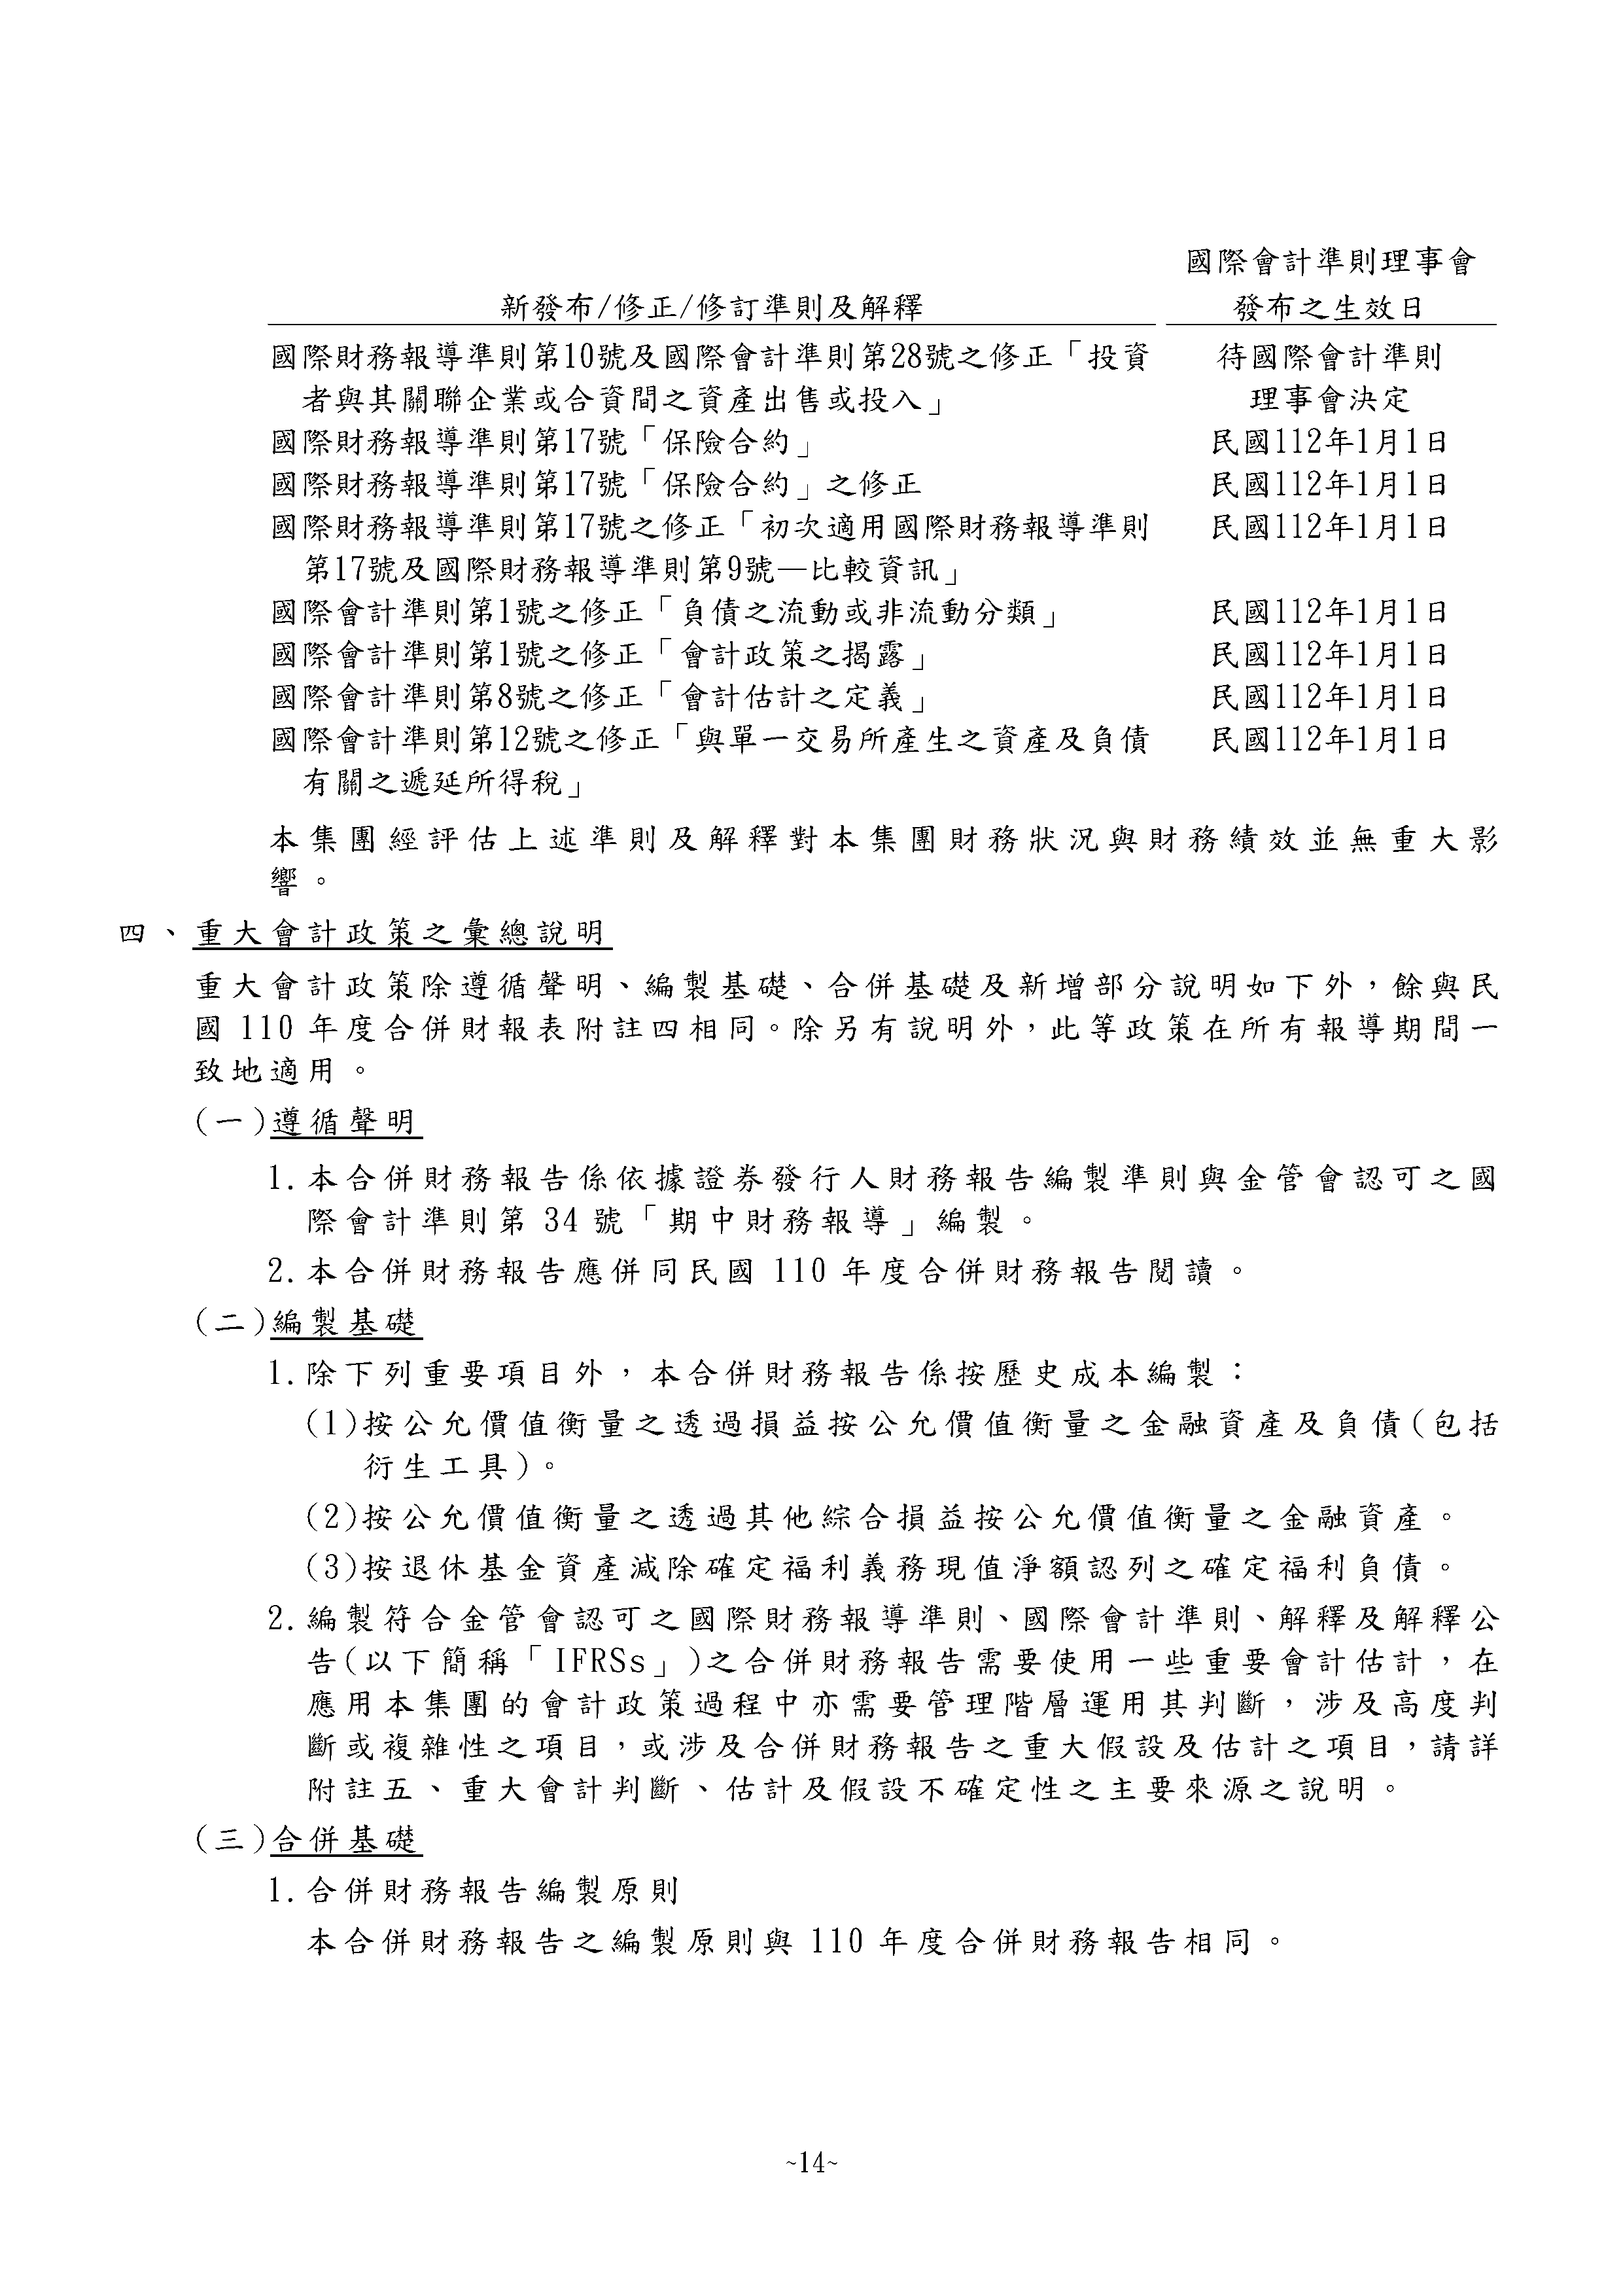 國際會計準則理事會
新發布/修正/修訂準則及解釋 發布之生效日
國際財務報導準則第10號及國際會計準則第28號之修正「投資 待國際會計準則
者與其關聯企業或合資間之資產出售或投入」 理事會決定
國際財務報導準則第17號「保險合約」 民國112年1月1日
國際財務報導準則第17號「保險合約」之修正 民國112年1月1日
國際財務報導準則第17號之修正「初次適用國際財務報導準則 民國112年1月1日
第17號及國際財務報導準則第9號—比較資訊」
國際會計準則第1號之修正「負債之流動或非流動分類」 民國112年1月1日
國際會計準則第1號之修正「會計政策之揭露」 民國112年1月1日
國際會計準則第8號之修正「會計估計之定義」 民國112年1月1日
國際會計準則第12號之修正「與單一交易所產生之資產及負債 民國112年1月1日
有關之遞延所得稅」
本集團經評估上述準則及解釋對本集團財務狀況與財務績效並無重大影
響。
四、重大會計政策之彙總說明
重大會計政策除遵循聲明、編製基礎、合併基礎及新增部分說明如下外，餘與民
國 110 年度合併財報表附註四相同。除另有說明外，此等政策在所有報導期間一
致地適用。
(一)遵循聲明
1.本合併財務報告係依據證券發行人財務報告編製準則與金管會認可之國
際會計準則第 34 號「期中財務報導」編製。
2.本合併財務報告應併同民國 110 年度合併財務報告閱讀。
(二)編製基礎
1.除下列重要項目外，本合併財務報告係按歷史成本編製：
(1)按公允價值衡量之透過損益按公允價值衡量之金融資產及負債(包括
衍生工具)。
(2)按公允價值衡量之透過其他綜合損益按公允價值衡量之金融資產。
(3)按退休基金資產減除確定福利義務現值淨額認列之確定福利負債。
2.編製符合金管會認可之國際財務報導準則、國際會計準則、解釋及解釋公
告(以下簡稱「IFRSs」)之合併財務報告需要使用一些重要會計估計，在
應用本集團的會計政策過程中亦需要管理階層運用其判斷，涉及高度判
斷或複雜性之項目，或涉及合併財務報告之重大假設及估計之項目，請詳
附註五、重大會計判斷、估計及假設不確定性之主要來源之說明。
(三)合併基礎
1.合併財務報告編製原則
本合併財務報告之編製原則與 110 年度合併財務報告相同。
~14~